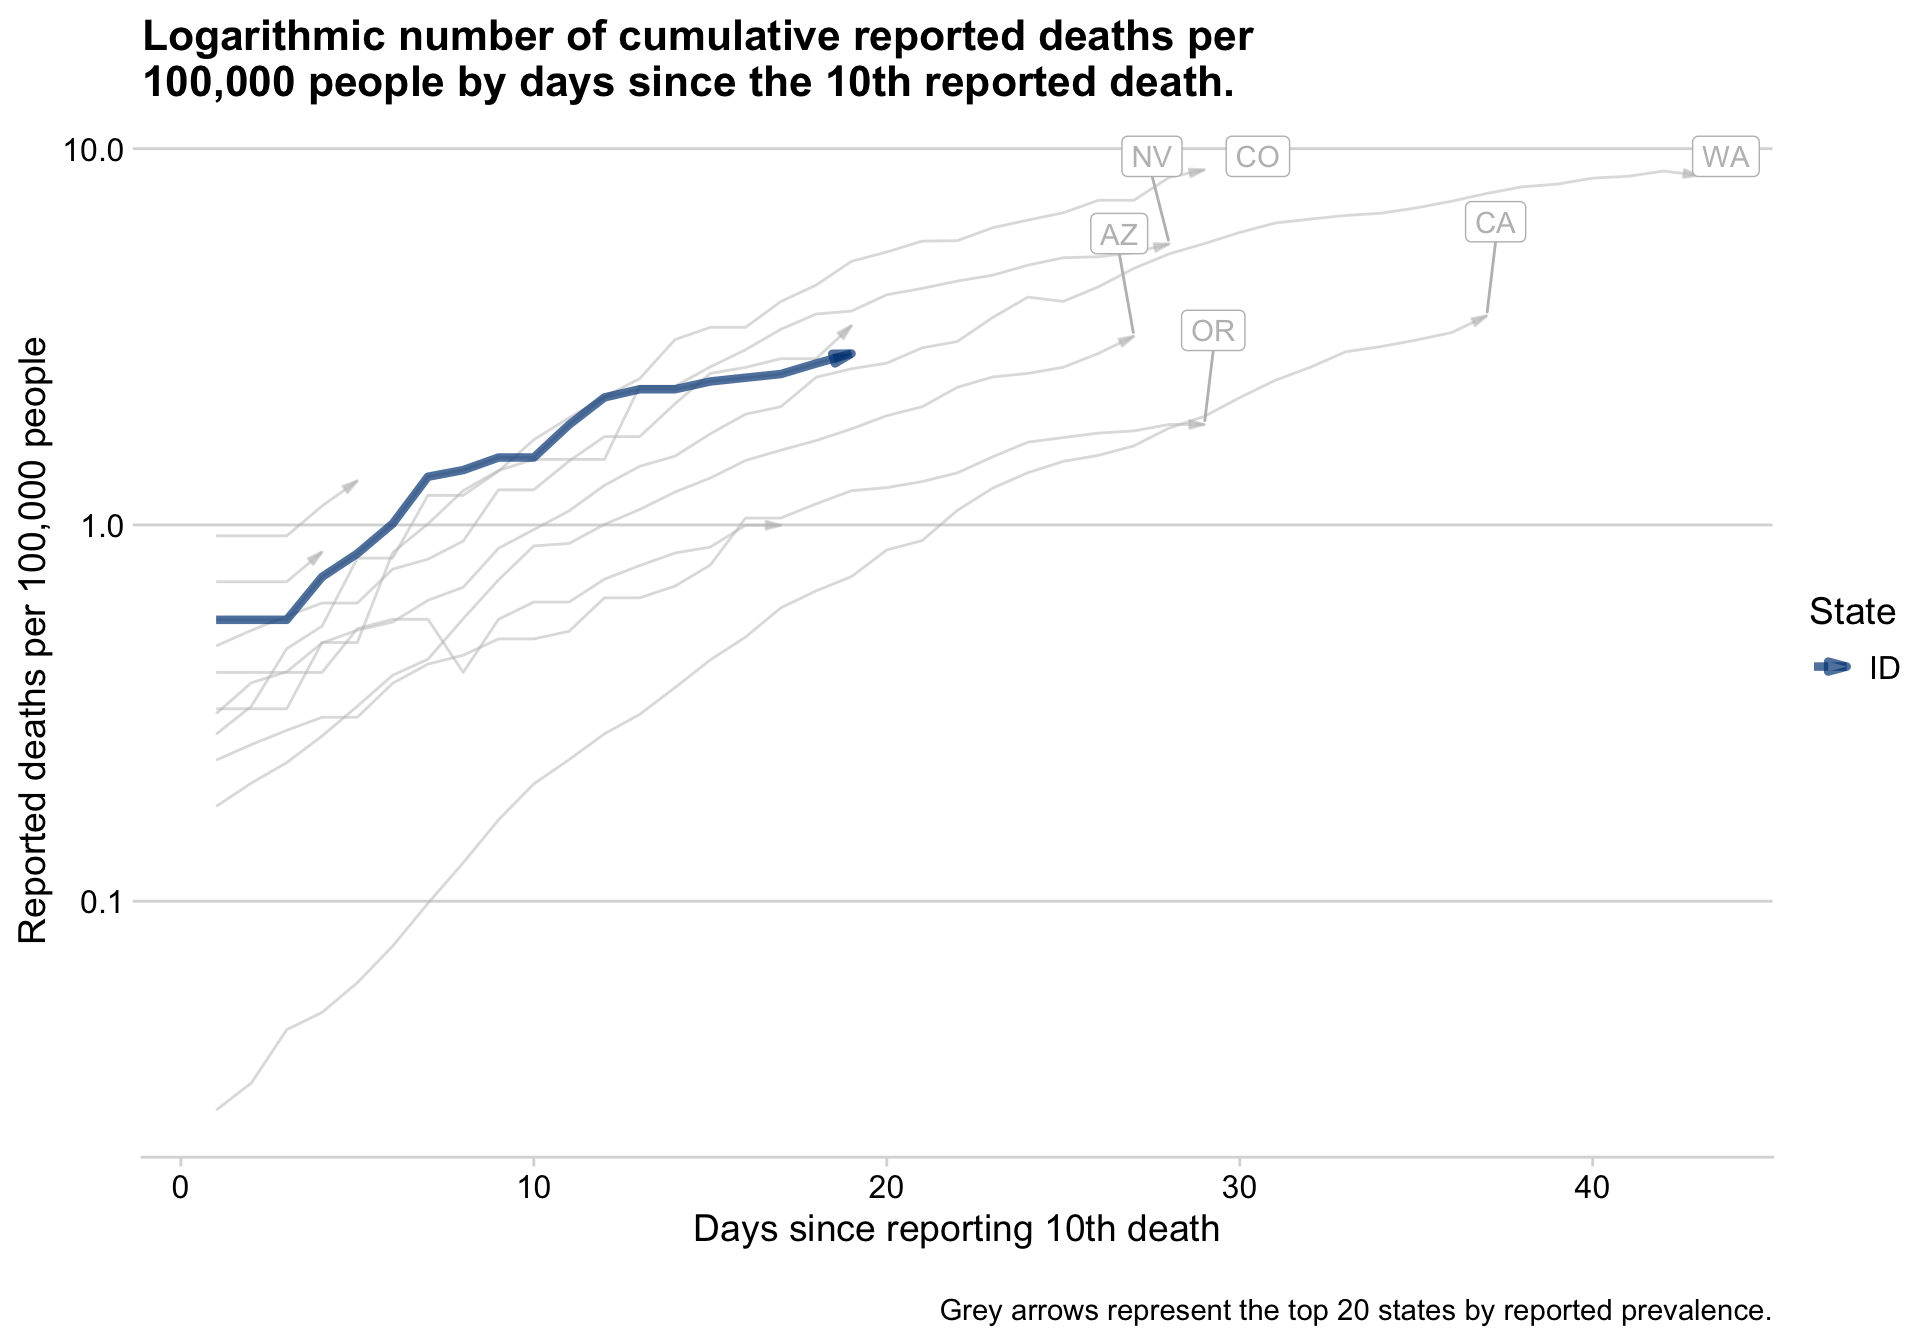 Logarithmic number of cumulative reported deaths per
100,000 people by days since the 10th reported death.
Reported deaths per 100,000 people
10.0
1.0
0.1
NV
CO
WA
AZ
CA
OR
State
ID
0
10
20
30
40
Days since reporting 10th death
Grey arrows represent the top 20 states by reported prevalence.